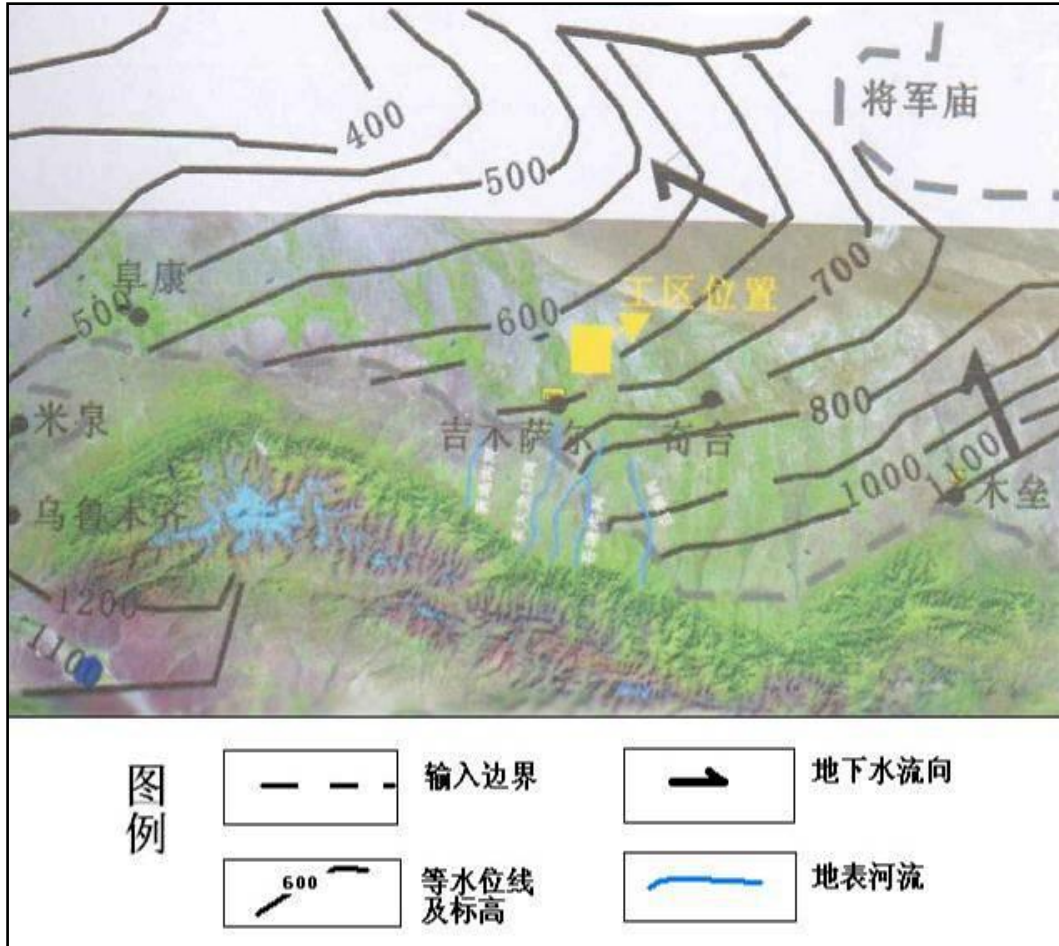 将军庙
400
500
700
阜康
500
工区位置
600
800
米泉
吉木萨尔
奇台
1000
1100
木垒
乌鲁木齐
1200
110
图例
输入边界
地下水流向
600
等水位线
及标高
地表河流